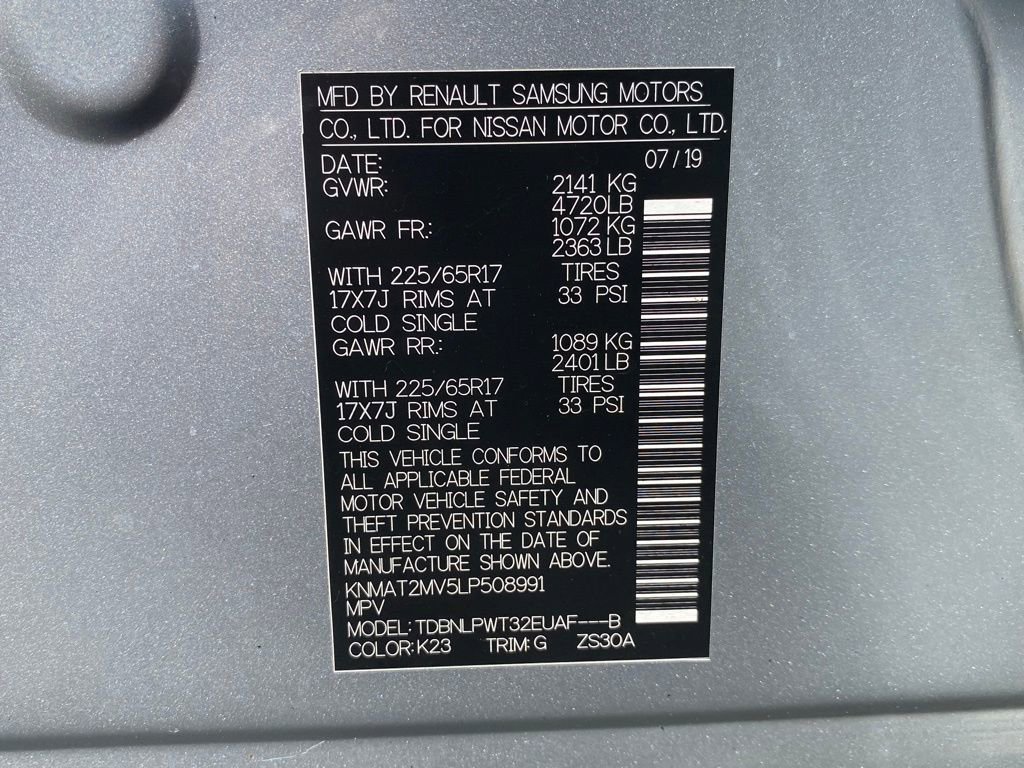 MFD BY RENAULT SAMSUNG MOTORS
CO., LTD. FOR NISSAN MOTOR CO., LTD.
DATE: 07/19
GVWR: 2141 KG
4720LB
GAWR FR.: 1072 KG
2363LB
WITH 225/65R17 TIRES
17X7J RIMS AT 33 PSI
COLD SINGLE
GAWR RR.: 1089 KG
2401LB
WITH 225/65R17 TIRES
17X7J RIMS AT 33 PSI
COLD SINGLE
THIS VEHICLE CONFORMS TO
ALL APPLICABLE FEDERAL
MOTOR VEHICLE SAFETY AND
THEFT PREVENTION STANDARDS
IN EFFECT ON THE DATE OF
MANUFACTURE SHOWN ABOVE.
KNMAT2MV5LP508991
MPV
MODEL: TDBNLPWT32EUAF---B
COLOR: K23 TRIM: G ZS30A